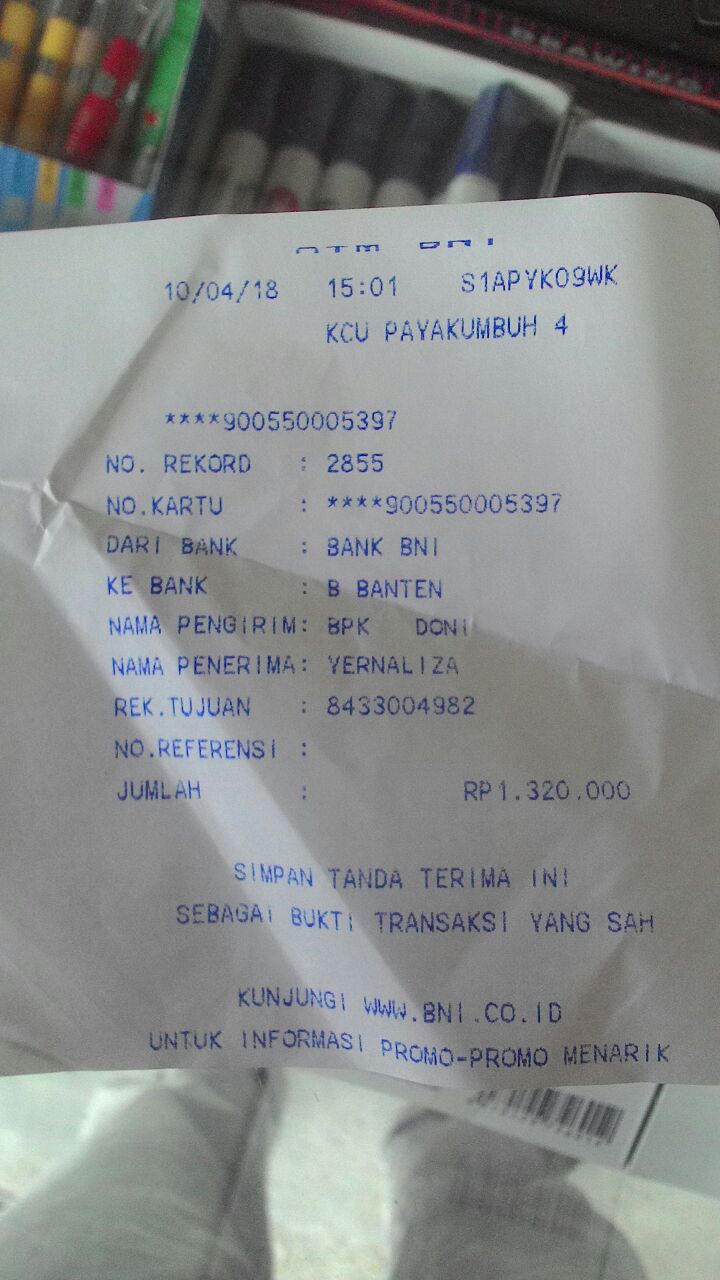 DRAWING
ATM BNI
10/04/18 15:01 S1APYK09WK
KCU PAYAKUMBUH 4
****900550005397
NO. REKORD : 2855
NO.KARTU : ****900550005397
DARI BANK : BANK BNI
KE BANK : B BANTEN
NAMA PENGIRIM: BPK DONI
NAMA PENERIMA: YERNALIZA
REK.TUJUAN : 8433004982
NO.REFERENSI :
JUMLAH : RP1.320.000
SIMPAN TANDA TERIMA INI
SEBAGAI BUKTI TRANSAKSI YANG SAH
KUNJUNGI WWW.BNI.CO.ID
UNTUK INFORMASI PROMO-PROMO MENARIK